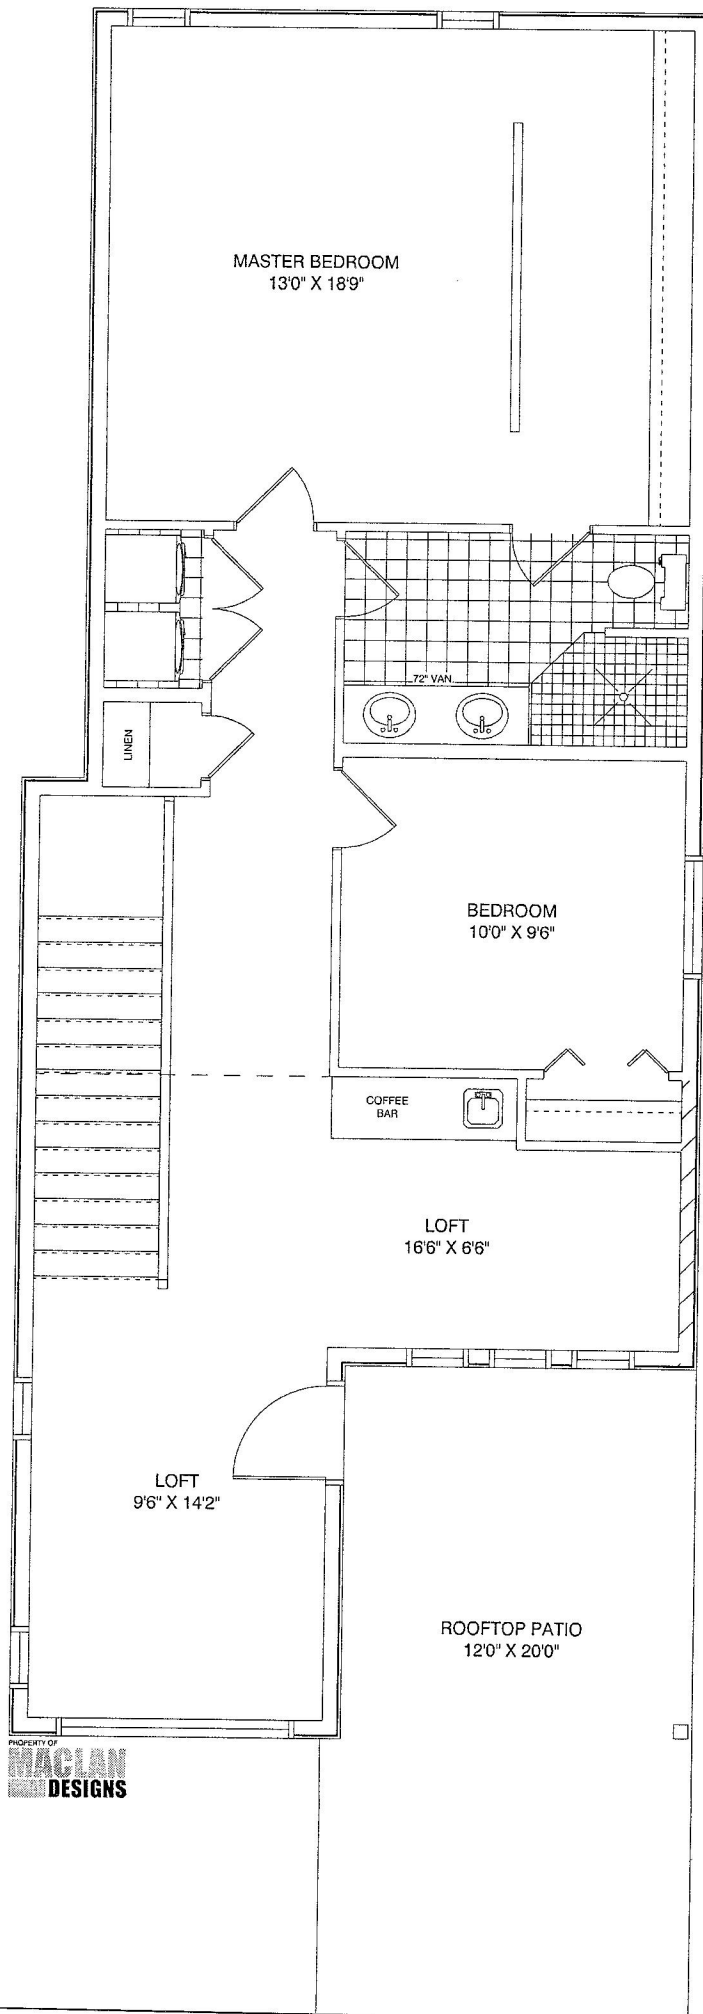 MASTER BEDROOM
13'0" X 18'9"
72" VAN
LINEN
BEDROOM
10'0" X 9'6"
COFFEE
BAR
LOFT
16'6" X 6'6"
LOFT
9'6" X 14'2"
ROOFTOP PATIO
12'0" X 20'0"
PROPERTY OF
MACLAN
DESIGNS